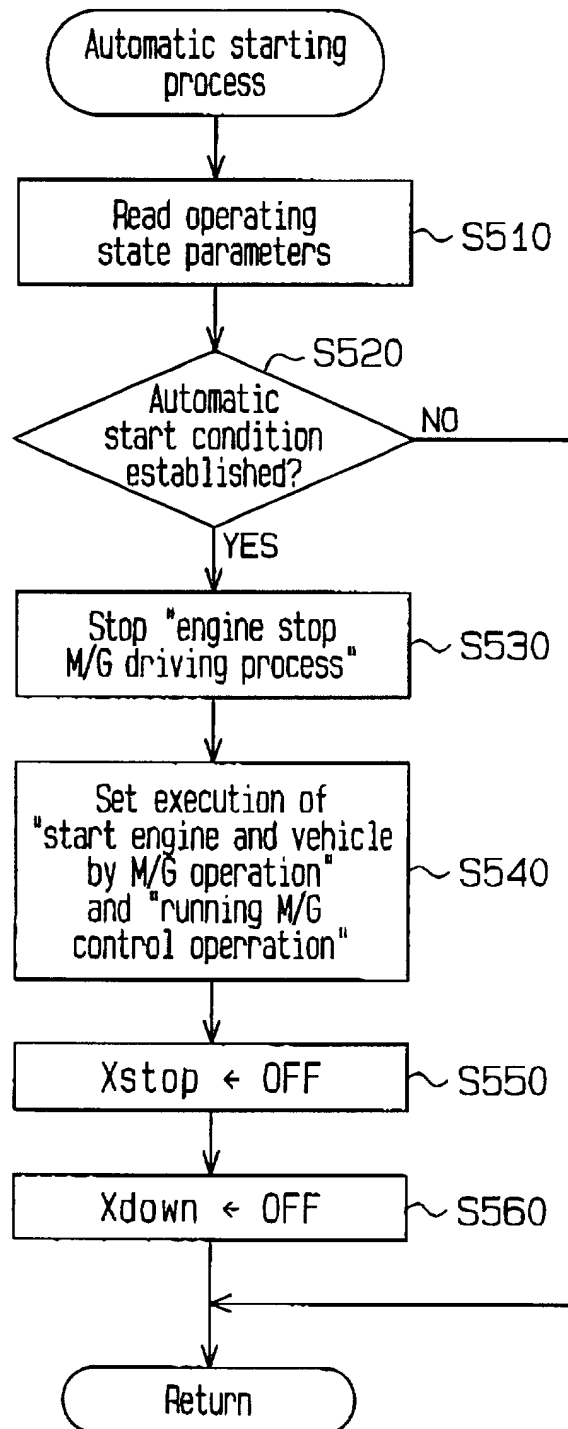 Automatic starting
process
Read operating
state parameters
S510
S520
Automatic
start condition
established?
NO
YES
Stop "engine stop
M/G driving process"
S530
Set execution of
"start engine and vehicle
by M/G operation"
and "running M/G
control operration"
S540
Xstop ← OFF
S550
Xdown ← OFF
S560
Return